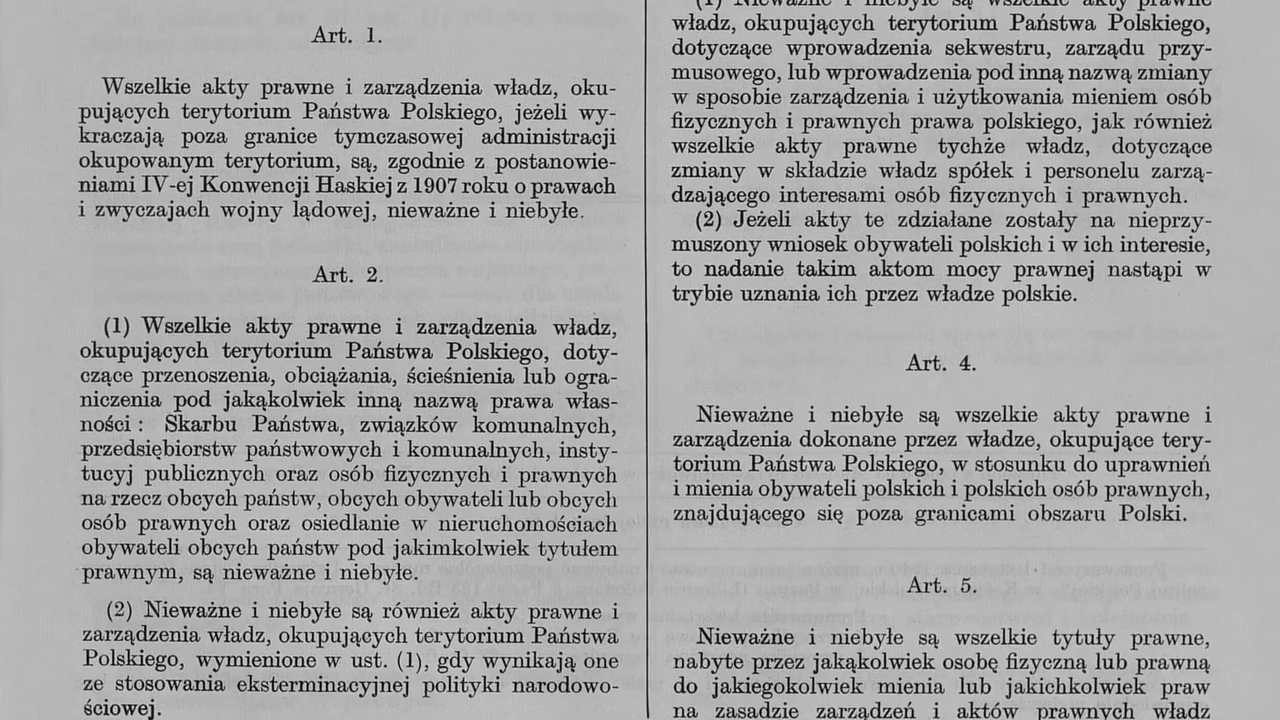 Art. 1.
Wszelkie akty prawne i zarządzenia władz, oku-
pujących terytorium Państwa Polskiego, jeżeli wy-
kraczają poza granice tymczasowej administracji
okupowanym terytorium, są, zgodnie z postanowie-
niami IV-ej Konwencji Haskiej z 1907 roku o prawach
i zwyczajach wojny lądowej, nieważne i niebyłe.
Art. 2.
(1) Wszelkie akty prawne i zarządzenia władz,
okupujących terytorium Państwa Polskiego, doty-
czące przenoszenia, obciążania, ścieśnienia lub ogra-
niczenia pod jakąkolwiek inną nazwą prawa włas-
ności : Skarbu Państwa, związków komunalnych,
przedsiębiorstw państwowych i komunalnych, insty-
tucyj publicznych oraz osób fizycznych i prawnych
na rzecz obcych państw, obcych obywateli lub obcych
osób prawnych oraz osiedlanie w nieruchomościach
obywateli obcych państw pod jakimkolwiek tytułem
prawnym, są nieważne i niebyłe.
(2) Nieważne i niebyłe są również akty prawne i
zarządzenia władz, okupujących terytorium Państwa
Polskiego, wymienione w ust. (1), gdy wynikają one
ze stosowania eksterminacyjnej polityki narodowo-
ściowej.
(1) Nieważne i niebyłe są wszelkie akty prawne
władz, okupujących terytorium Państwa Polskiego,
dotyczące wprowadzenia sekwestru, zarządu przy-
musowego, lub wprowadzenia pod inną nazwą zmiany
w sposobie zarządzenia i użytkowania mieniem osób
fizycznych i prawnych prawa polskiego, jak również
wszelkie akty prawne tychże władz, dotyczące
zmiany w składzie władz spółek i personelu zarzą-
dzającego interesami osób fizycznych i prawnych.
(2) Jeżeli akty te zdziałane zostały na nieprzy-
muszony wniosek obywateli polskich i w ich interesie,
to nadanie takim aktom mocy prawnej nastąpi w
trybie uznania ich przez władze polskie.
Art. 4.
Nieważne i niebyłe są wszelkie akty prawne i
zarządzenia dokonane przez władze, okupujące tery-
torium Państwa Polskiego, w stosunku do uprawnień
i mienia obywateli polskich i polskich osób prawnych,
znajdującego się poza granicami obszaru Polski.
Art. 5.
Nieważne i niebyłe są wszelkie tytuły prawne,
nabyte przez jakąkolwiek osobę fizyczną lub prawną
do jakiegokolwiek mienia lub jakichkolwiek praw
na zasadzie zarządzeń i aktów prawnych władz